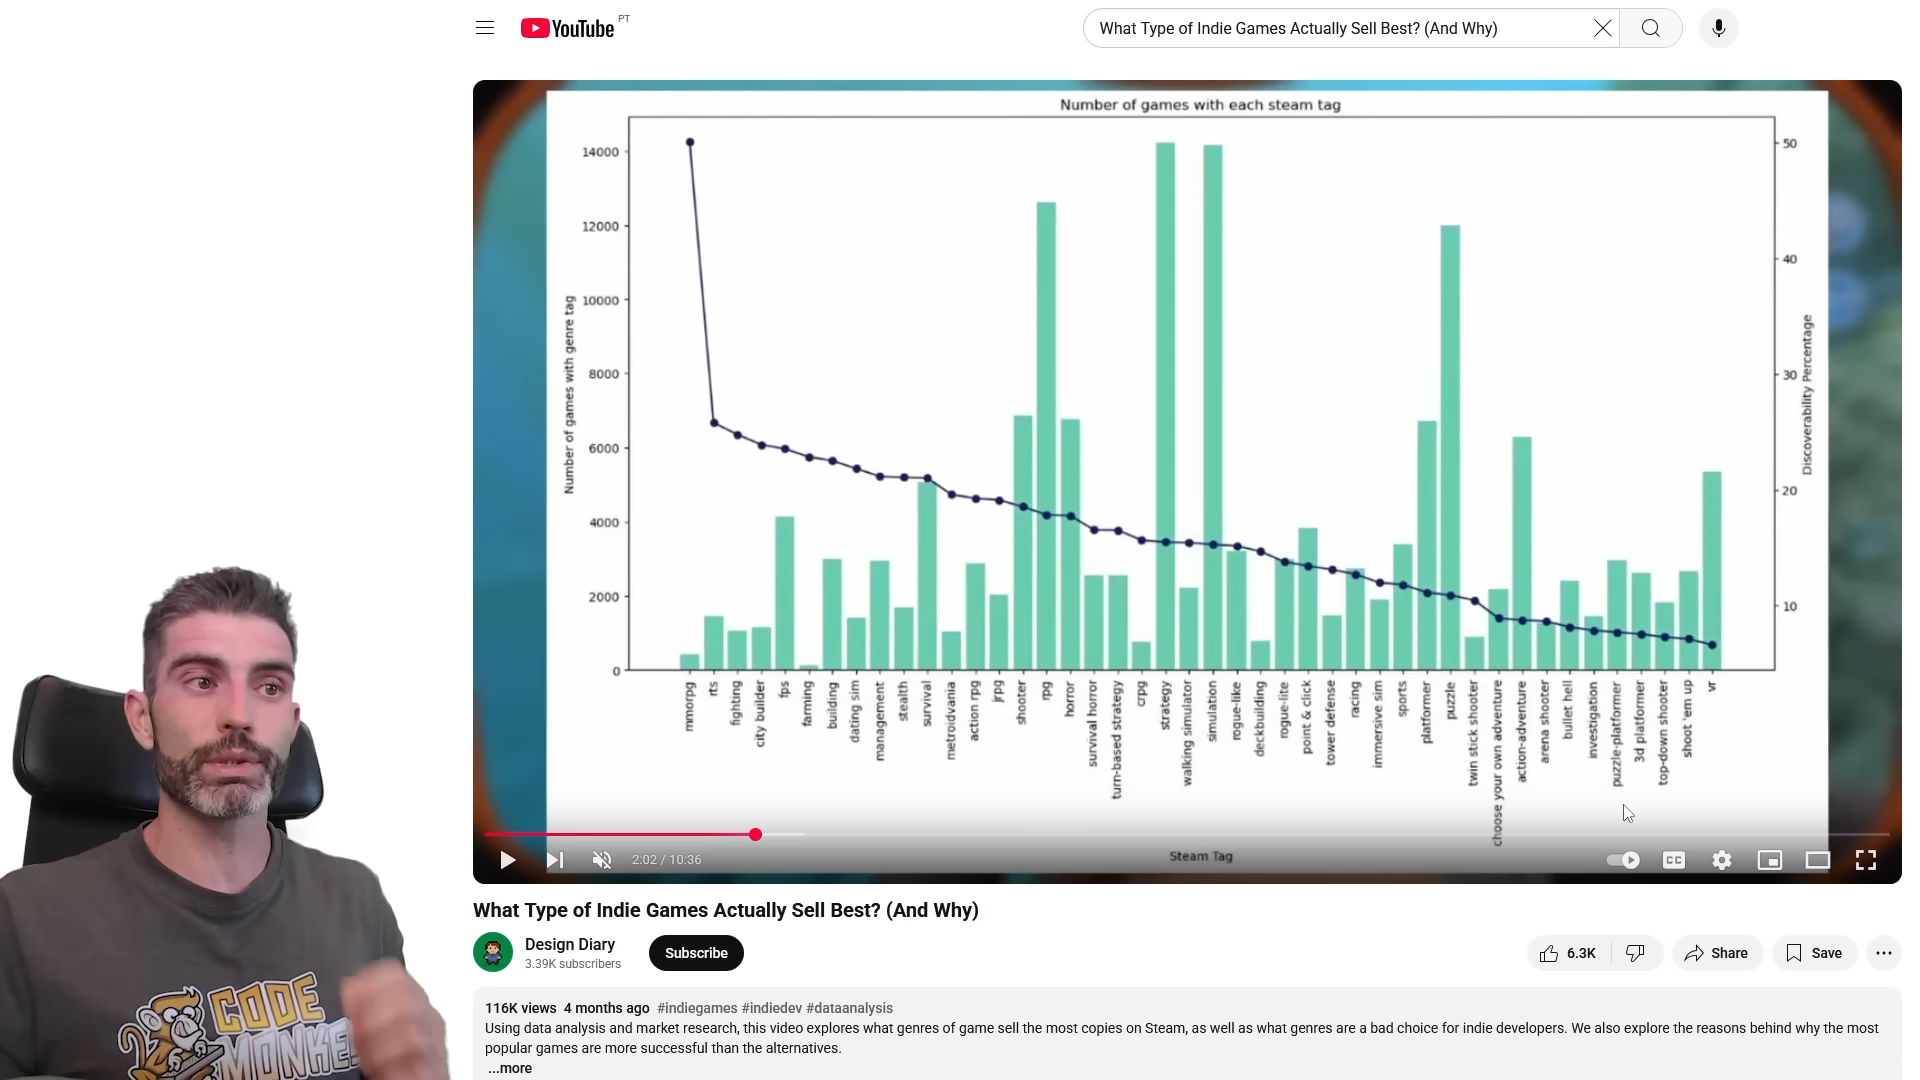 YouTube PT
What Type of Indie Games Actually Sell Best? (And Why)
Number of games with each steam tag
Number of games with genre tag
14000
12000
10000
8000
6000
4000
2000
0
50
40
30
20
10
Discoverability Percentage
mmorpg
rts
fighting
city builder
fps
farming
building
dating sim
management
stealth
survival
metroidvania
action rpg
jrpg
shooter
rpg
horror
survival horror
turn-based strategy
crpg
strategy
walking simulator
simulation
rogue-like
deckbuilding
rogue-lite
point & click
tower defense
racing
immersive sim
sports
platformer
puzzle
twin stick shooter
choose your own adventure
action-adventure
arena shooter
bullet hell
investigation
puzzle-platformer
3d platformer
top-down shooter
shoot 'em up
vr
Steam Tag
2:02 / 10:36
CC
What Type of Indie Games Actually Sell Best? (And Why)
Design Diary
3.39K subscribers
Subscribe
6.3K
Share
Save
116K views 4 months ago #indiegames #indiedev #dataanalysis
Using data analysis and market research, this video explores what genres of game sell the most copies on Steam, as well as what genres are a bad choice for indie developers. We also explore the reasons behind why the most
popular games are more successful than the alternatives.
...more
CODE
MONKE